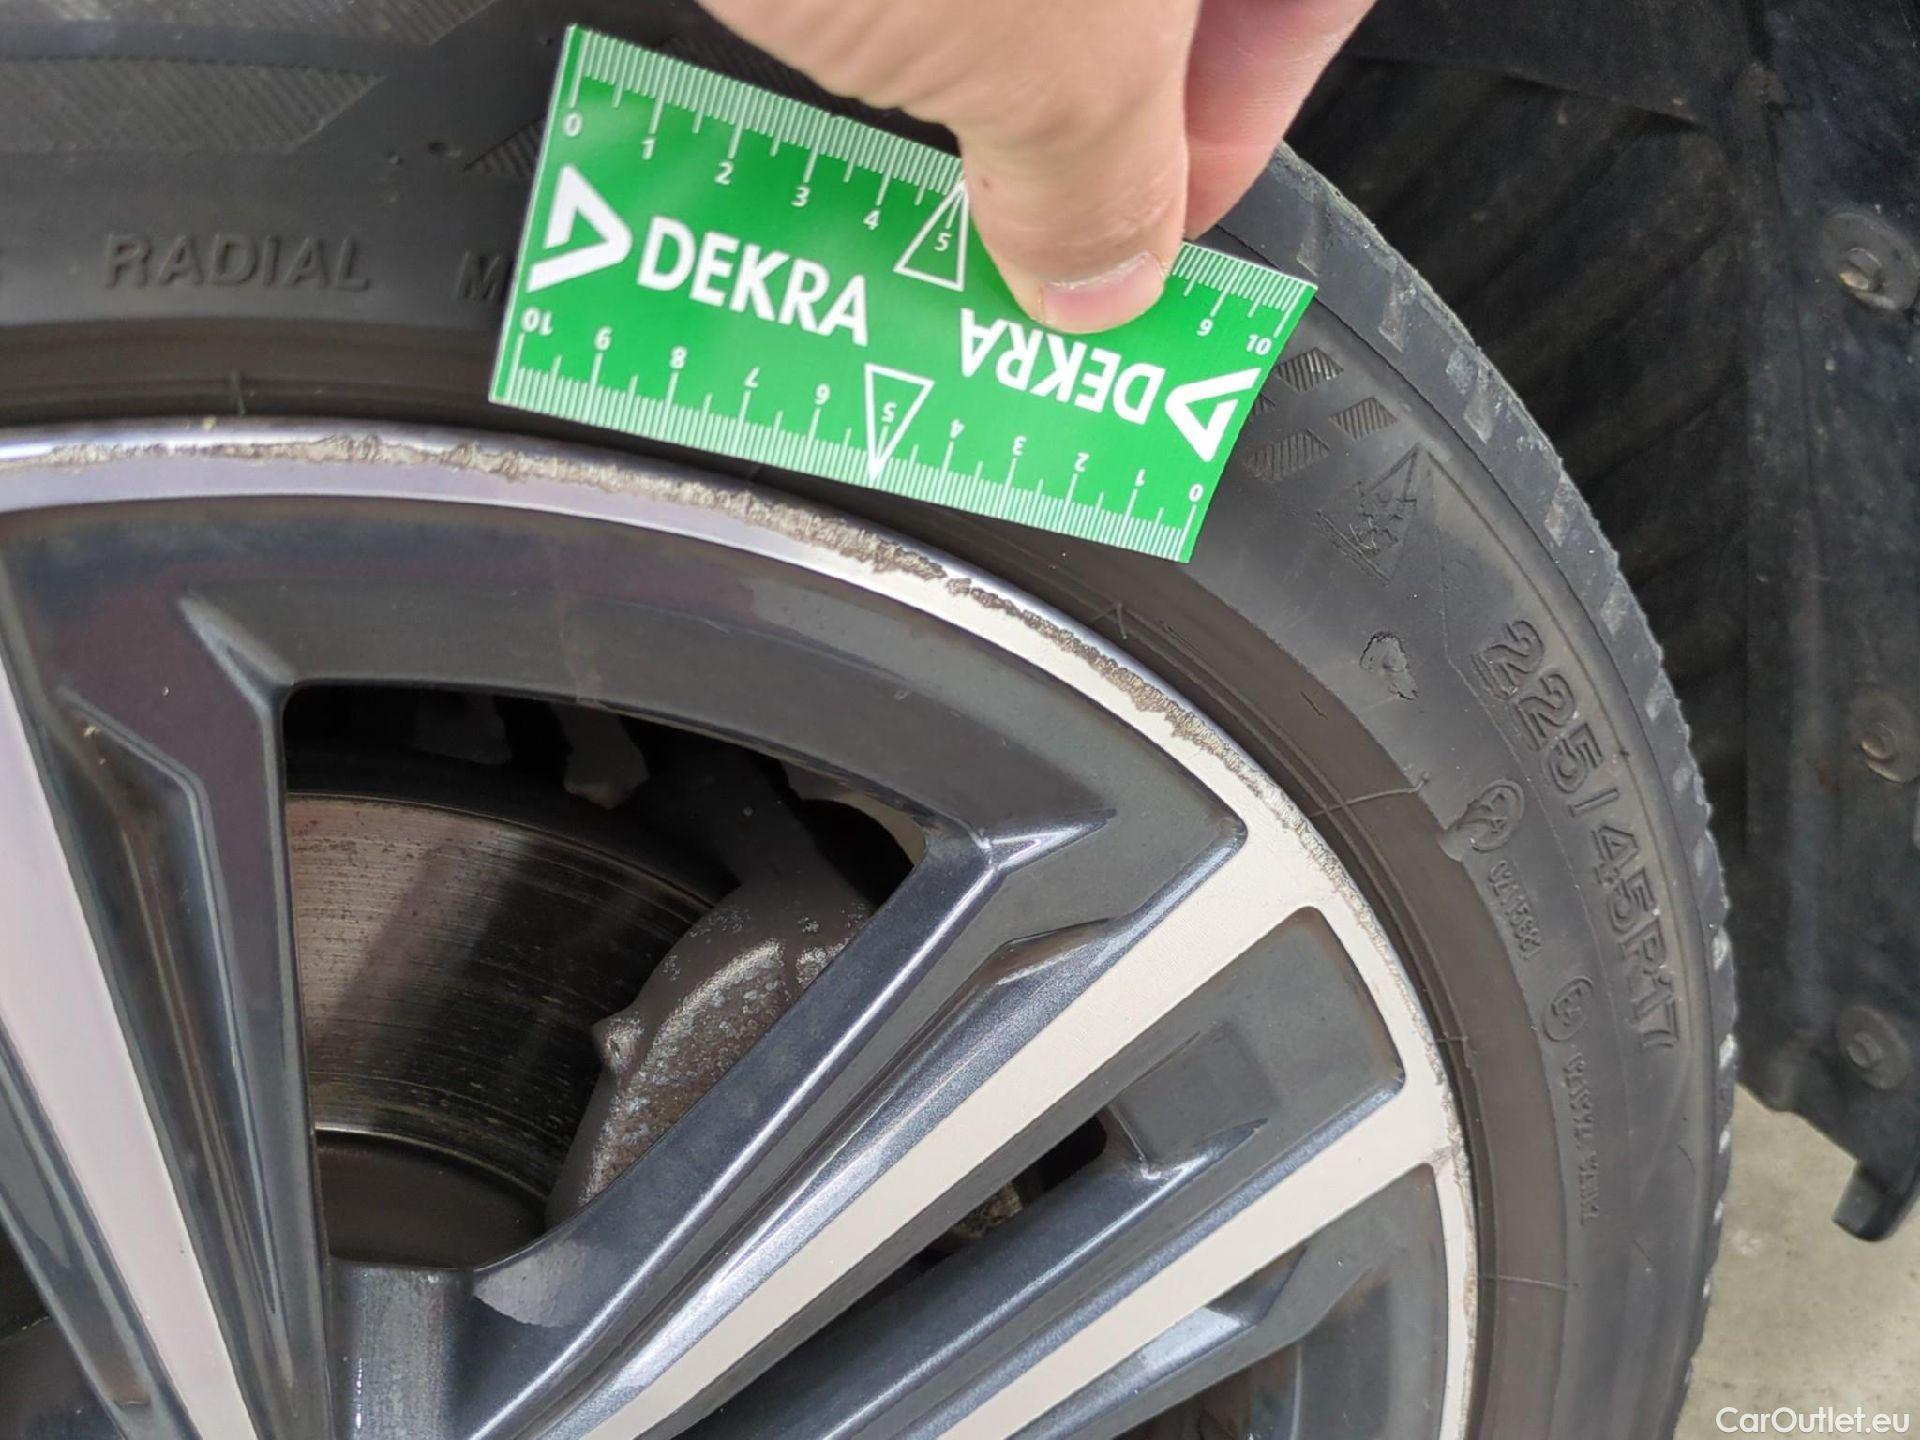 0 1 2 3 4 5
DEKRA
10 9 8 7 6 5 4 3 2 1 0
DEKRA
9 10
RADIAL M
225/45R17
CarOutlet.eu